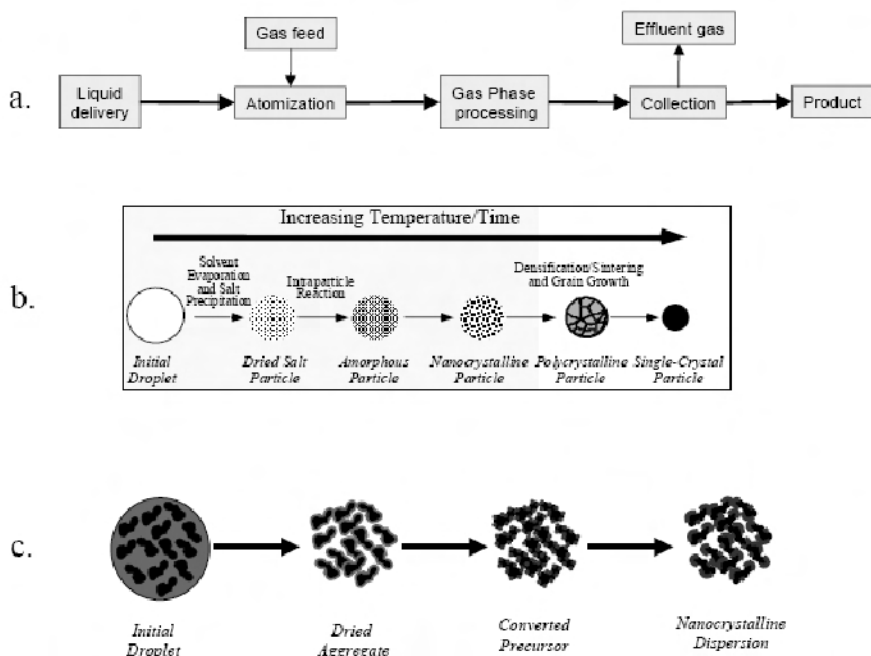 a.
Liquid
delivery
Gas feed
Atomization
Gas Phase
processing
Effluent gas
Collection
Product
b.
Increasing Temperature/Time
Solvent
Evaporation
and Salt
Precipitation
Intraparticle
Reaction
Densification/Sintering
and Grain Growth
Initial
Droplet
Dried Salt
Particle
Amorphous
Particle
Nanocrystalline
Particle
Polycrystalline
Particle
Single-Crystal
Particle
c.
Initial
Droplet
Dried
Aggregate
Converted
Precursor
Nanocrystalline
Dispersion